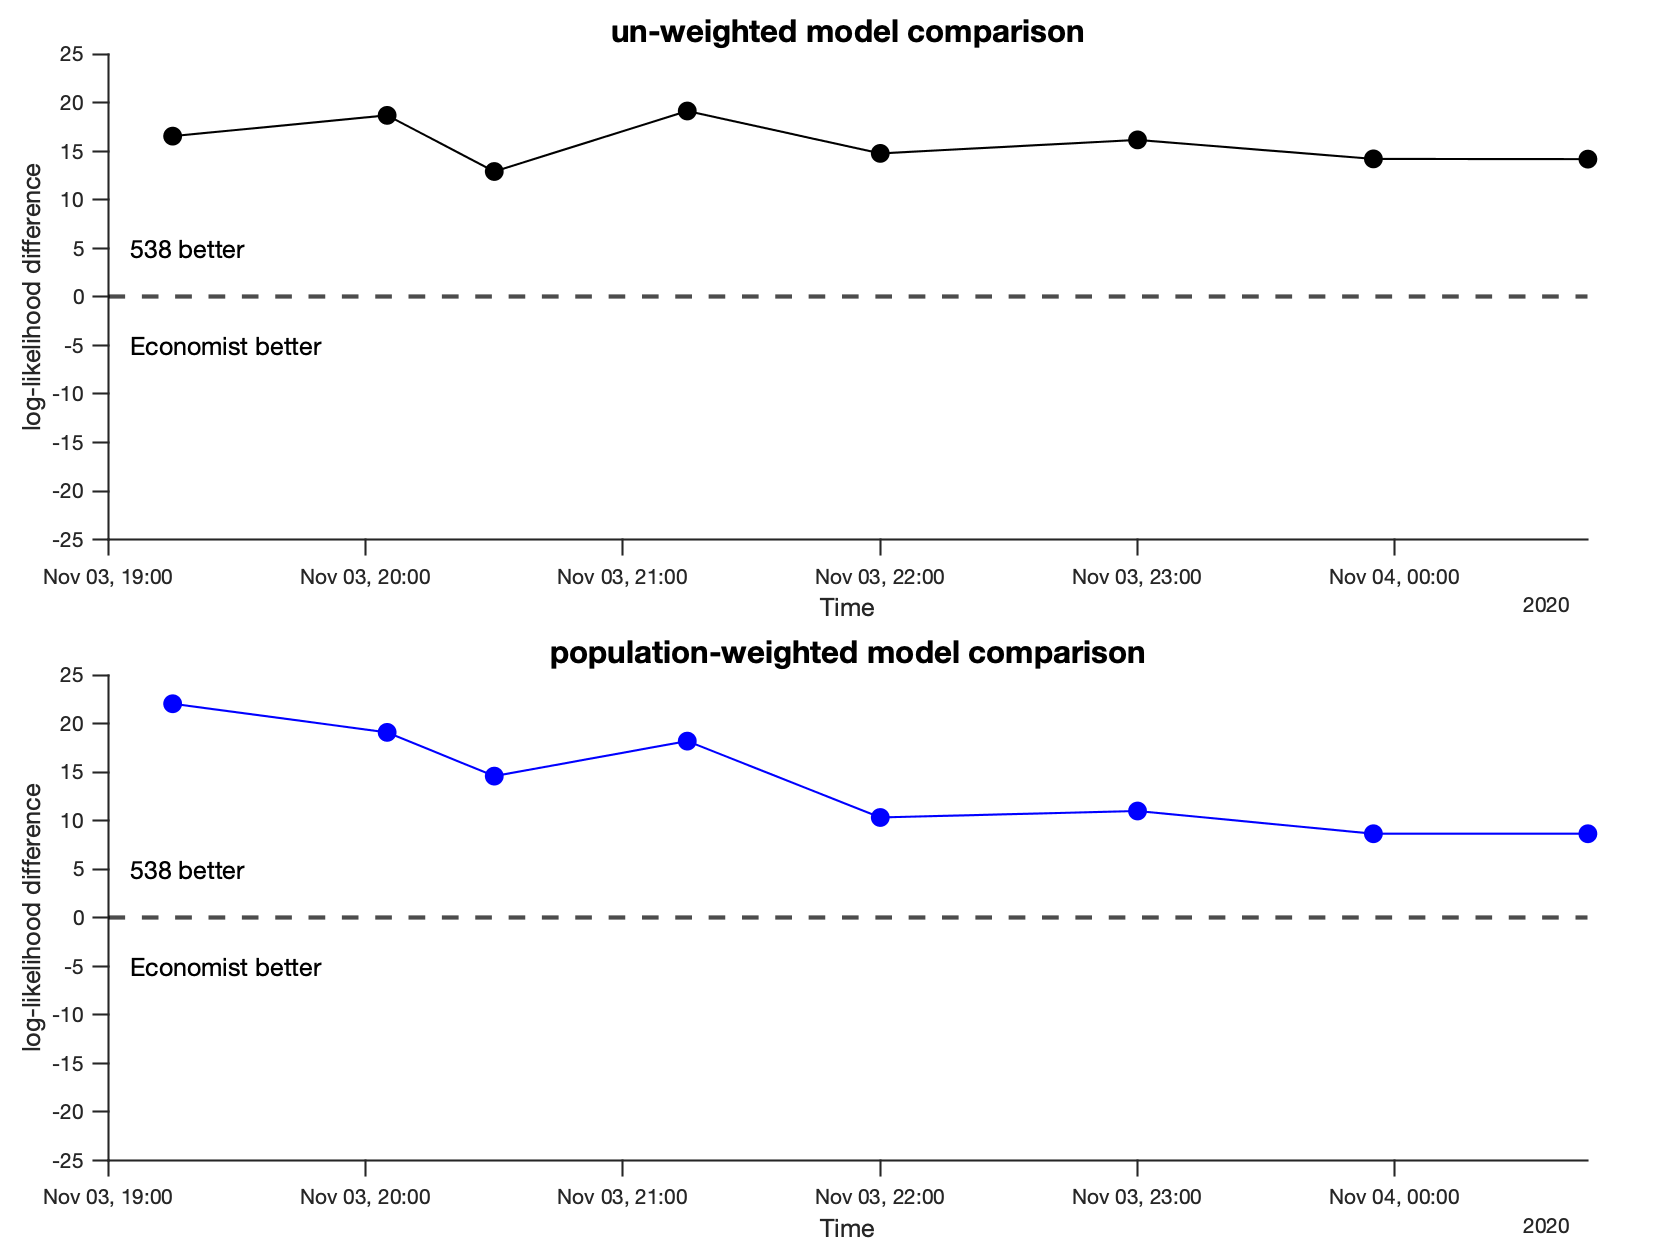 un-weighted model comparison
25
20
15
10
5
0
-5
-10
-15
-20
-25
log-likelihood difference
538 better
Economist better
Nov 03, 19:00 Nov 03, 20:00 Nov 03, 21:00 Nov 03, 22:00 Nov 03, 23:00 Nov 04, 00:00
Time
2020
population-weighted model comparison
25
20
15
10
5
0
-5
-10
-15
-20
-25
log-likelihood difference
538 better
Economist better
Nov 03, 19:00 Nov 03, 20:00 Nov 03, 21:00 Nov 03, 22:00 Nov 03, 23:00 Nov 04, 00:00
Time
2020